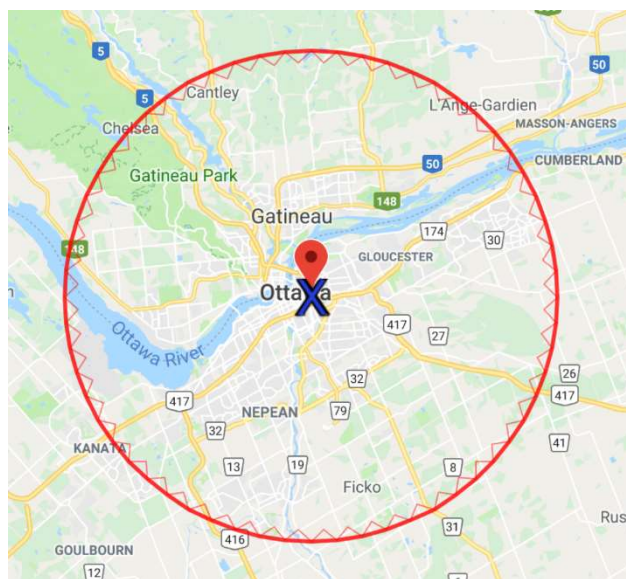 5
50
5
Cantley
L'Ange-Gardien
Chelsea
MASSON-ANGERS
50
CUMBERLAND
Gatineau Park
148
Gatineau
174
30
148
GLOUCESTER
Ottawa
X
417
27
Ottawa River
32
26
417
417
79
NEPEAN
32
41
KANATA
13
19
8
Ficko
Rus
416
31
GOULBOURN
12